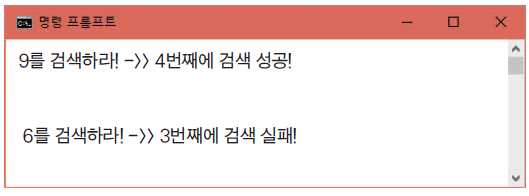 명령 프롬프트
9를 검색하라! ->> 4번째에 검색 성공!
6를 검색하라! ->> 3번째에 검색 실패!